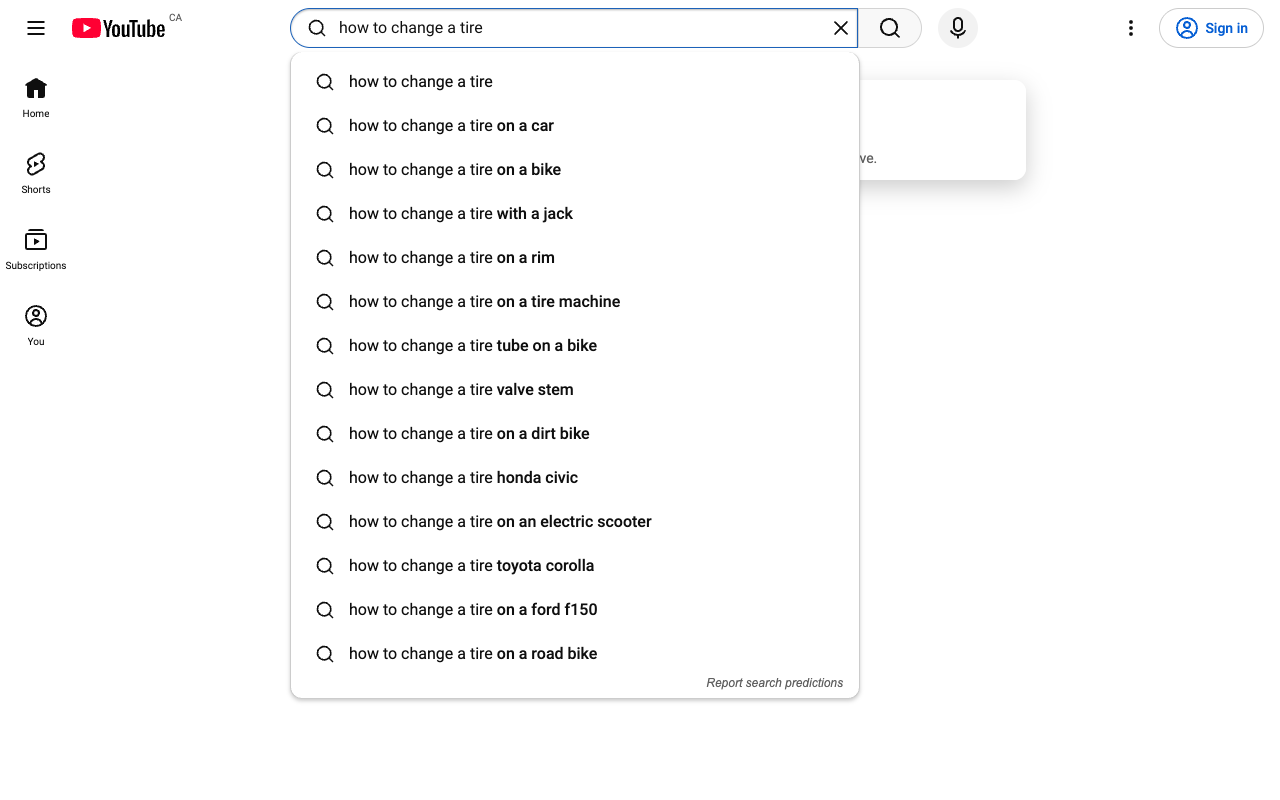 YouTube CA
how to change a tire
Sign in
Home
Shorts
Subscriptions
You
how to change a tire
how to change a tire on a car
how to change a tire on a bike
how to change a tire with a jack
how to change a tire on a rim
how to change a tire on a tire machine
how to change a tire tube on a bike
how to change a tire valve stem
how to change a tire on a dirt bike
how to change a tire honda civic
how to change a tire on an electric scooter
how to change a tire toyota corolla
how to change a tire on a ford f150
how to change a tire on a road bike
Report search predictions
ve.